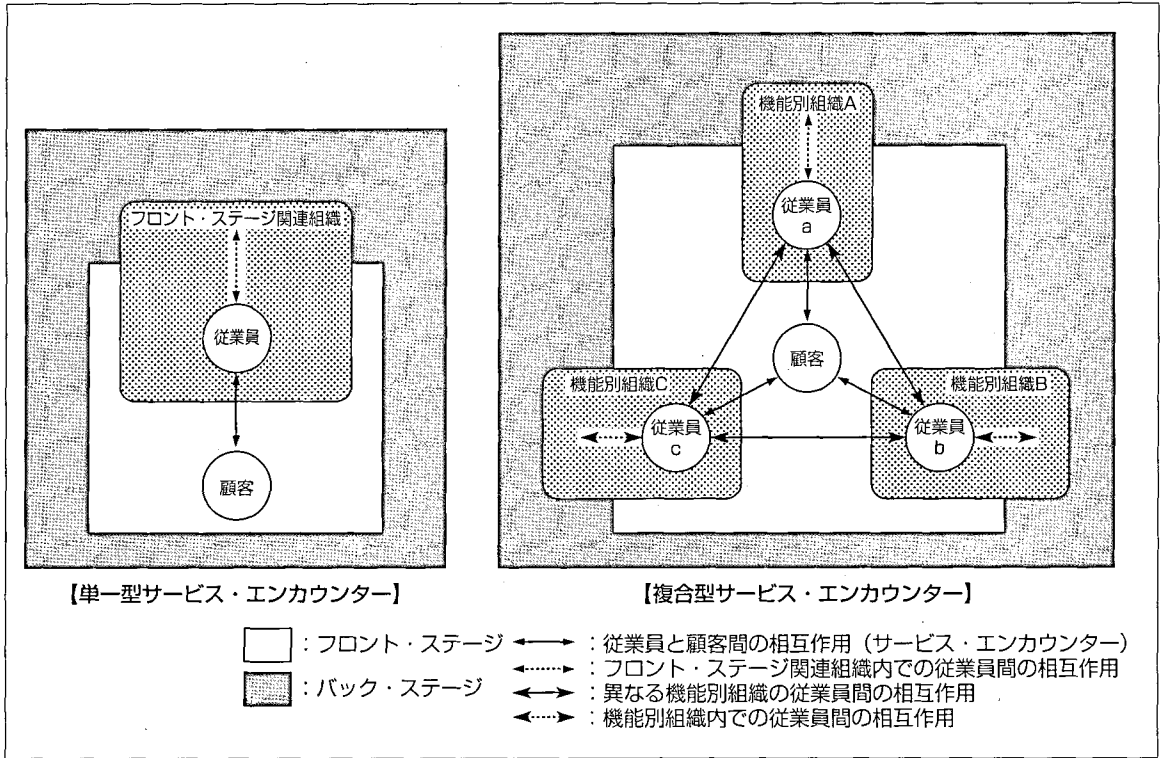 フロント・ステージ関連組織
従業員
顧客
【単一型サービス・エンカウンター】
機能別組織A
従業員
a
顧客
機能別組織C
従業員
c
機能別組織B
従業員
b
【複合型サービス・エンカウンター】
：フロント・ステージ
：バック・ステージ
：従業員と顧客間の相互作用（サービス・エンカウンター）
：フロント・ステージ関連組織内での従業員間の相互作用
：異なる機能別組織の従業員間の相互作用
：機能別組織内での従業員間の相互作用